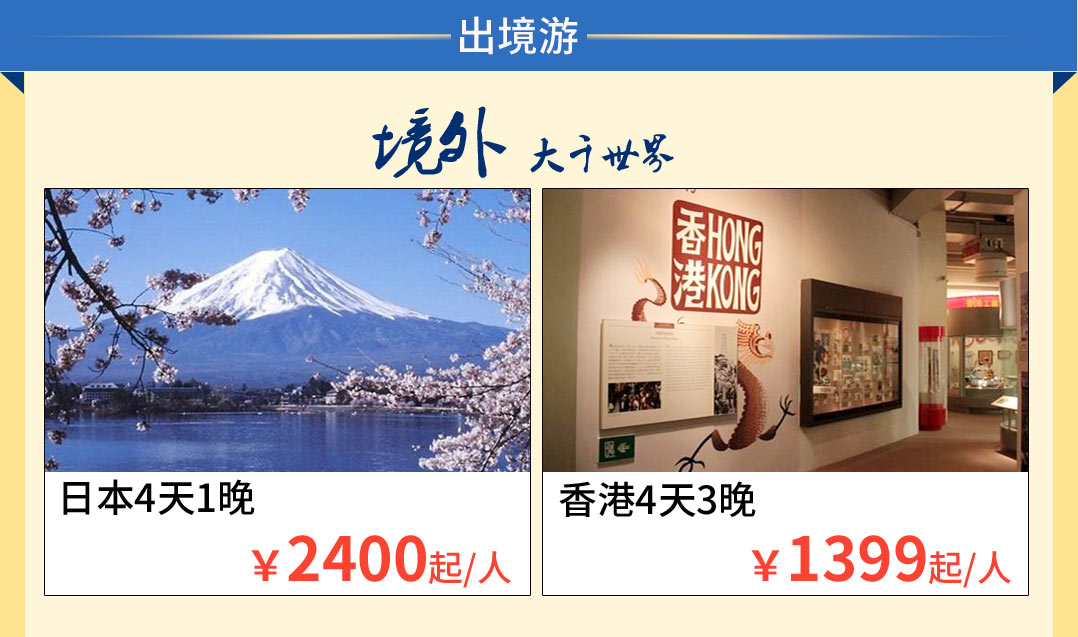 出境游
境外 大千世界
香港 HONG KONG
日本4天1晚
¥2400起/人
香港4天3晚
¥1399起/人